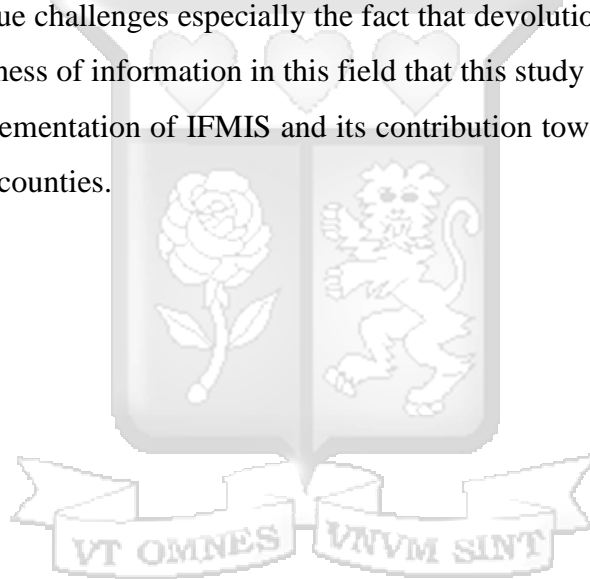 ue challenges especially the fact that devolutio
ness of information in this field that this study
ementation of IFMIS and its contribution tow
counties.
VT OMNES VNVM SINT